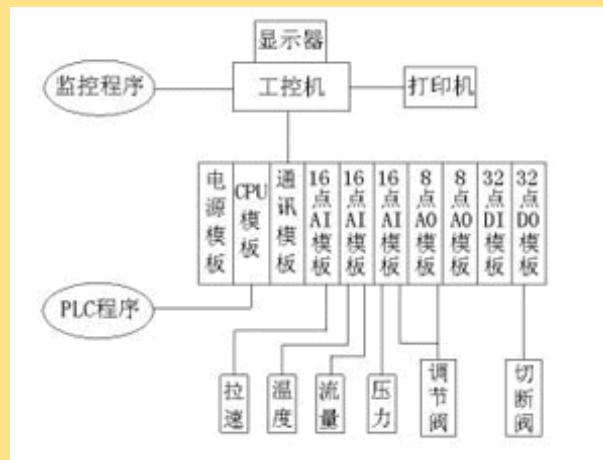 显示器
监控程序
工控机
打印机
电源模板
CPU模板
通讯模板
16点AI模板
16点AI模板
16点AI模板
8点AO模板
8点AO模板
32点DI模板
32点DO模板
PLC程序
拉速
温度
流量
压力
调节阀
切断阀